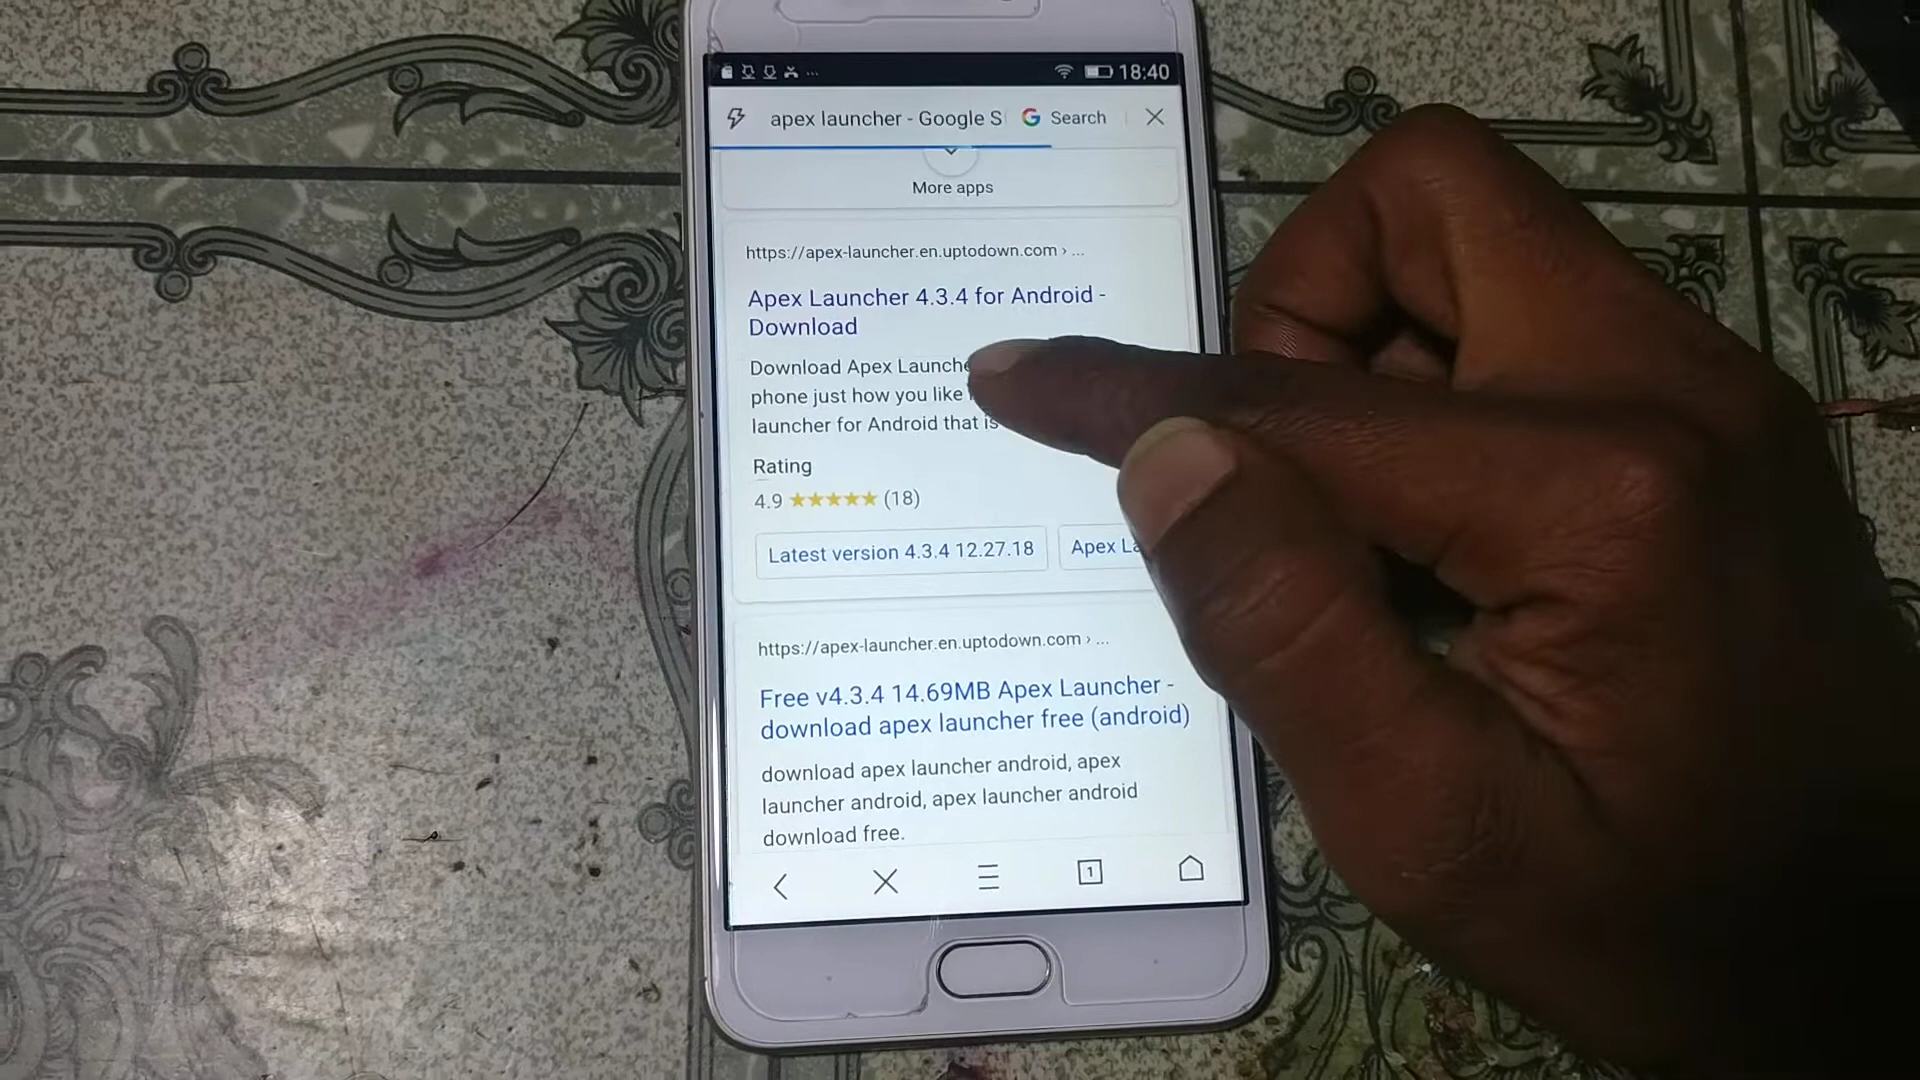 18:40
apex launcher - Google S
Search
More apps
https://apex-launcher.en.uptodown.com › ...
Apex Launcher 4.3.4 for Android -
Download
Download Apex Launche
phone just how you like
launcher for Android that is
Rating
4.9 ★★★★★ (18)
Latest version 4.3.4 12.27.18
Apex La
https://apex-launcher.en.uptodown.com › ...
Free v4.3.4 14.69MB Apex Launcher -
download apex launcher free (android)
download apex launcher android, apex
launcher android, apex launcher android
download free.
1